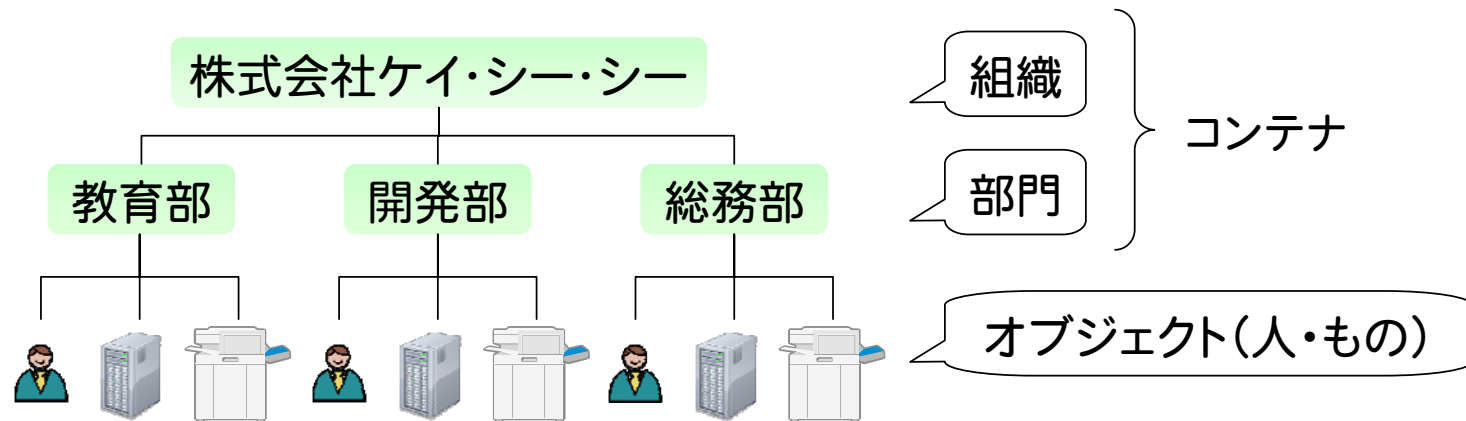 株式会社ケイ・シー・シー
組織
コンテナ
教育部
開発部
総務部
部門
オブジェクト(人・もの)